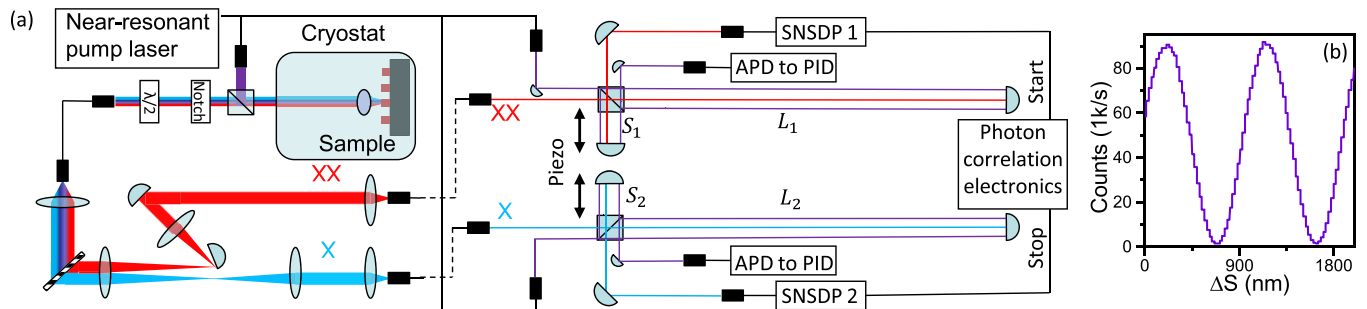 (a)
Near-resonant
pump laser
Cryostat
λ/2
Notch
Sample
XX
X
XX
X
Piezo
SNSDP 1
APD to PID
S₁
L₁
S₂
L₂
APD to PID
SNSDP 2
Start
Photon
correlation
electronics
Stop
(b)
Counts (1k/s)
80
60
40
20
0
0
900
1800
ΔS (nm)